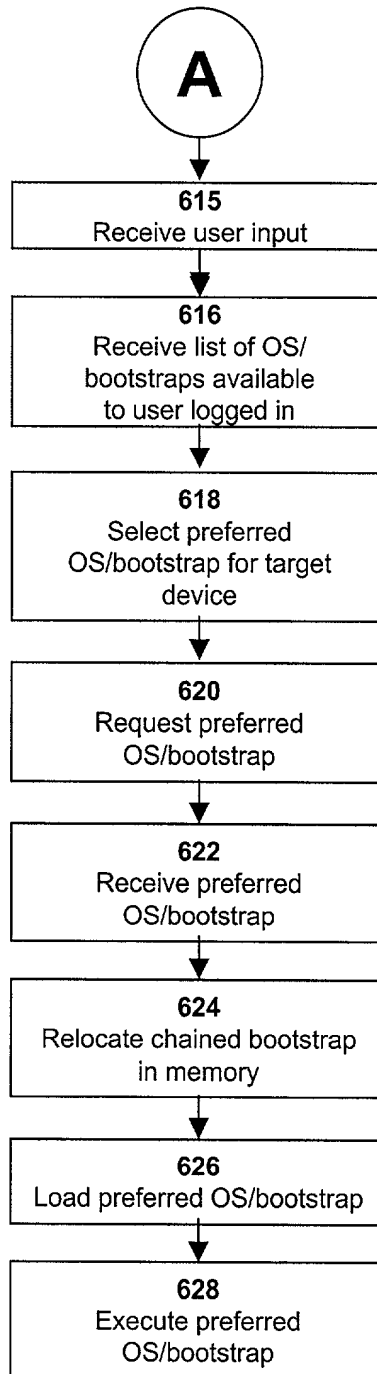 A
615
Receive user input
616
Receive list of OS/
bootstraps available
to user logged in
618
Select preferred
OS/bootstrap for target
device
620
Request preferred
OS/bootstrap
622
Receive preferred
OS/bootstrap
624
Relocate chained bootstrap
in memory
626
Load preferred OS/bootstrap
628
Execute preferred
OS/bootstrap